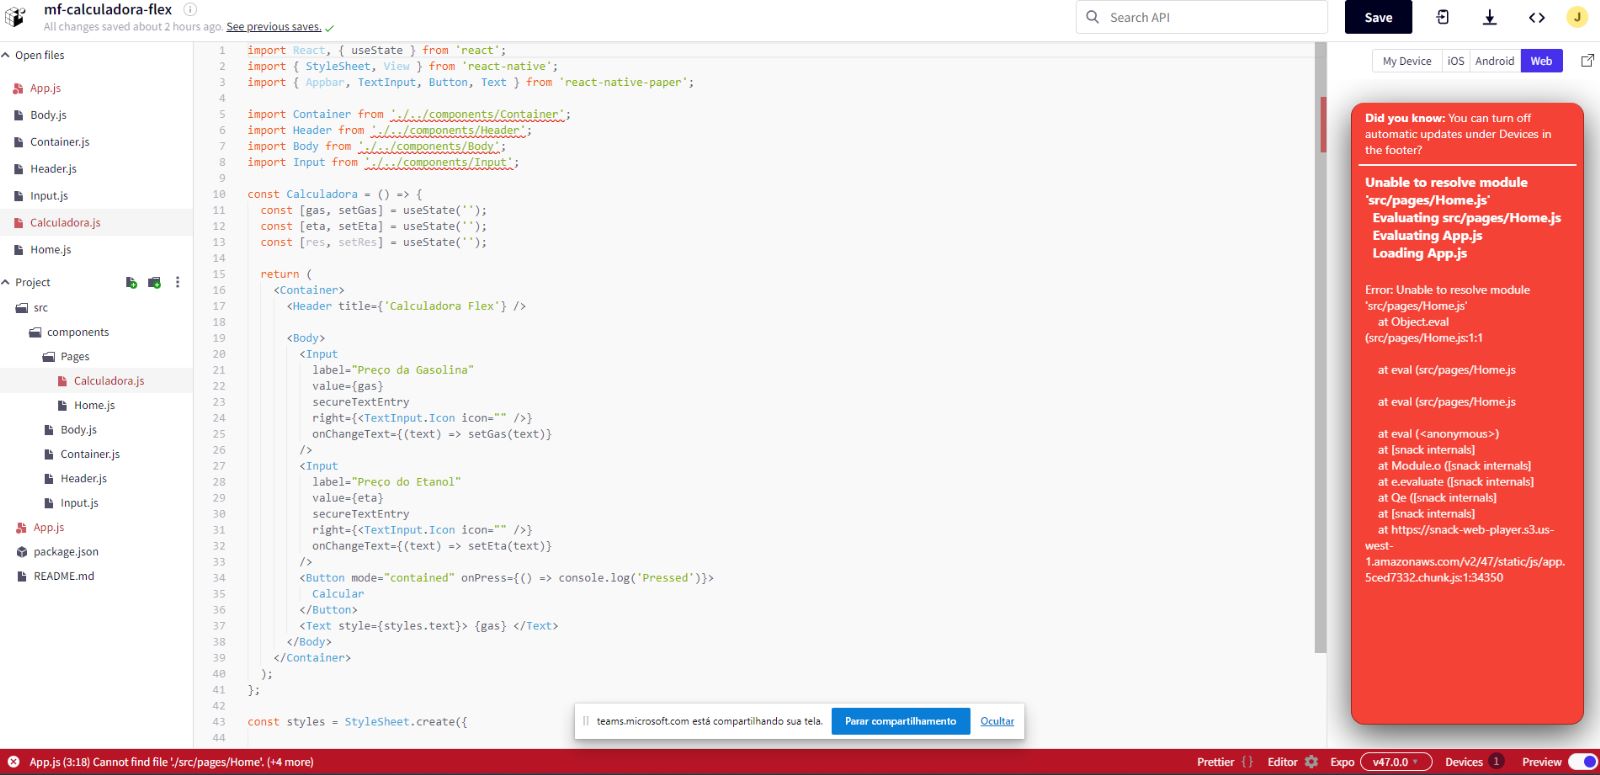 mf-calculadora-flex
All changes saved about 2 hours ago. See previous saves.
Search API
Save
J
Open files
App.js
Body.js
Container.js
Header.js
Input.js
Calculadora.js
Home.js
Project
src
components
Pages
Calculadora.js
Home.js
Body.js
Container.js
Header.js
Input.js
App.js
package.json
README.md
1 import React, { useState } from 'react';
2 import { StyleSheet, View } from 'react-native';
3 import { Appbar, TextInput, Button, Text } from 'react-native-paper';
4
5 import Container from './../components/Container';
6 import Header from './../components/Header';
7 import Body from './../components/Body';
8 import Input from './../components/Input';
9
10 const Calculadora = () => {
11 const [gas, setGas] = useState('');
12 const [eta, setEta] = useState('');
13 const [res, setRes] = useState('');
14
15 return (
16 <Container>
17 <Header title={'Calculadora Flex'} />
18
19 <Body>
20 <Input
21 label="Preço da Gasolina"
22 value={gas}
23 secureTextEntry
24 right={<TextInput.Icon icon="" />}
25 onChangeText={(text) => setGas(text)}
26 />
27 <Input
28 label="Preço do Etanol"
29 value={eta}
30 secureTextEntry
31 right={<TextInput.Icon icon="" />}
32 onChangeText={(text) => setEta(text)}
33 />
34 <Button mode="contained" onPress={() => console.log('Pressed')}>
35 Calcular
36 </Button>
37 <Text style={styles.text}> {gas} </Text>
38 </Body>
39 </Container>
40 );
41 };
42
43 const styles = StyleSheet.create({
44
My Device iOS Android Web
Did you know: You can turn off
automatic updates under Devices in
the footer?
Unable to resolve module
'src/pages/Home.js'
Evaluating src/pages/Home.js
Evaluating App.js
Loading App.js
Error: Unable to resolve module
'src/pages/Home.js'
at Object.eval
(src/pages/Home.js:1:1
at eval (src/pages/Home.js
at eval (src/pages/Home.js
at eval (<anonymous>)
at [snack internals]
at Module.o ([snack internals]
at e.evaluate ([snack internals]
at Qe ([snack internals]
at [snack internals]
at https://snack-web-player.s3.us-
west-
1.amazonaws.com/v2/47/static/js/app.
5ced7332.chunk.js:1:34350
teams.microsoft.com está compartilhando sua tela. Parar compartilhamento Ocultar
App.js (3:18) Cannot find file './src/pages/Home'. (+4 more)
Prettier {} Editor Expo v47.0.0 Devices 1 Preview